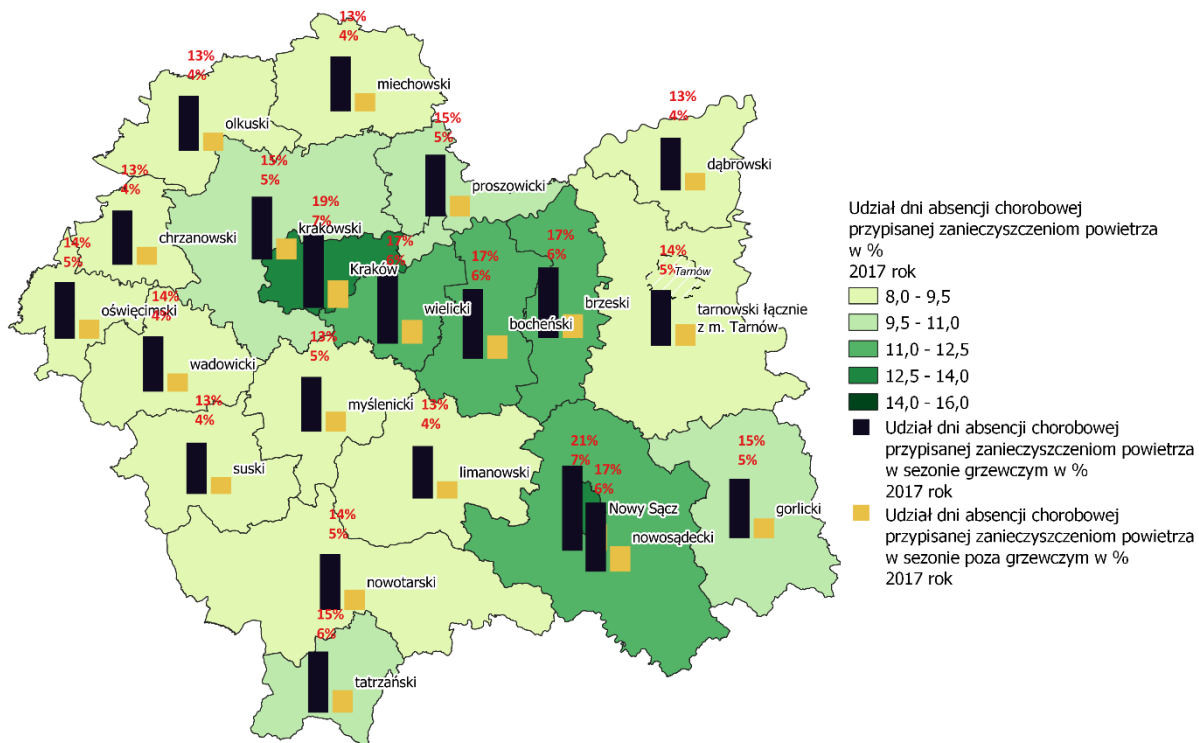 13%
4%
miechowski
13%
4%
olkuski
13%
4%
dąbrowski
15%
5%
proszowicki
15%
5%
krakowski
13%
4%
chrzanowski
19%
7%
Kraków
17%
6%
wielicki
17%
6%
bocheński
17%
6%
brzeski
14%
5%
Tarnów
tarnowski łącznie
z m. Tarnów
14%
5%
oświęcimski
14%
4%
wadowicki
13%
5%
myślenicki
13%
4%
suski
13%
4%
limanowski
21%
7%
Nowy Sącz
17%
6%
nowosądecki
15%
5%
gorlicki
14%
5%
nowotarski
15%
6%
tatrzański
Udział dni absencji chorobowej
przypisanej zanieczyszczeniom powietrza
w %
2017 rok
8,0 - 9,5
9,5 - 11,0
11,0 - 12,5
12,5 - 14,0
14,0 - 16,0
Udział dni absencji chorobowej
przypisanej zanieczyszczeniom powietrza
w sezonie grzewczym w %
2017 rok
Udział dni absencji chorobowej
przypisanej zanieczyszczeniom powietrza
w sezonie poza grzewczym w %
2017 rok